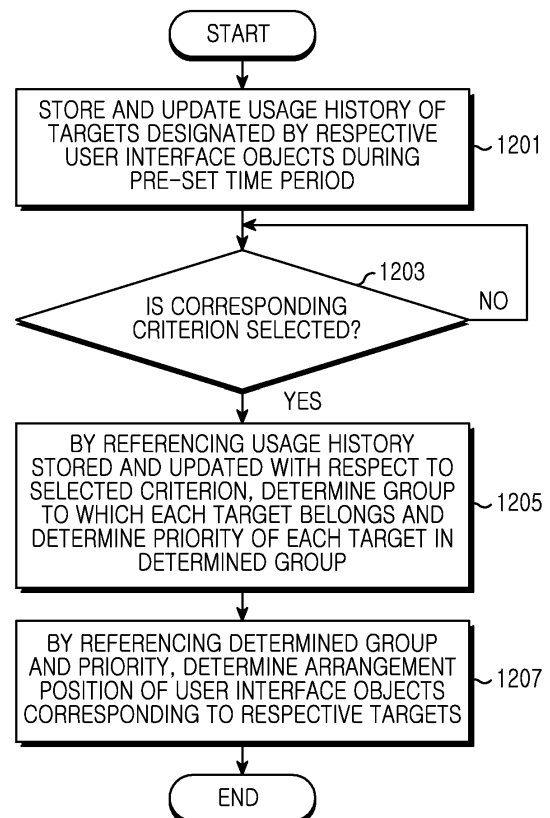 START
STORE AND UPDATE USAGE HISTORY OF
TARGETS DESIGNATED BY RESPECTIVE
USER INTERFACE OBJECTS DURING
PRE-SET TIME PERIOD
1201
1203
IS CORRESPONDING
CRITERION SELECTED?
NO
YES
BY REFERENCING USAGE HISTORY
STORED AND UPDATED WITH RESPECT TO
SELECTED CRITERION, DETERMINE GROUP
TO WHICH EACH TARGET BELONGS AND
DETERMINE PRIORITY OF EACH TARGET IN
DETERMINED GROUP
1205
BY REFERENCING DETERMINED GROUP
AND PRIORITY, DETERMINE ARRANGEMENT
POSITION OF USER INTERFACE OBJECTS
CORRESPONDING TO RESPECTIVE TARGETS
1207
END